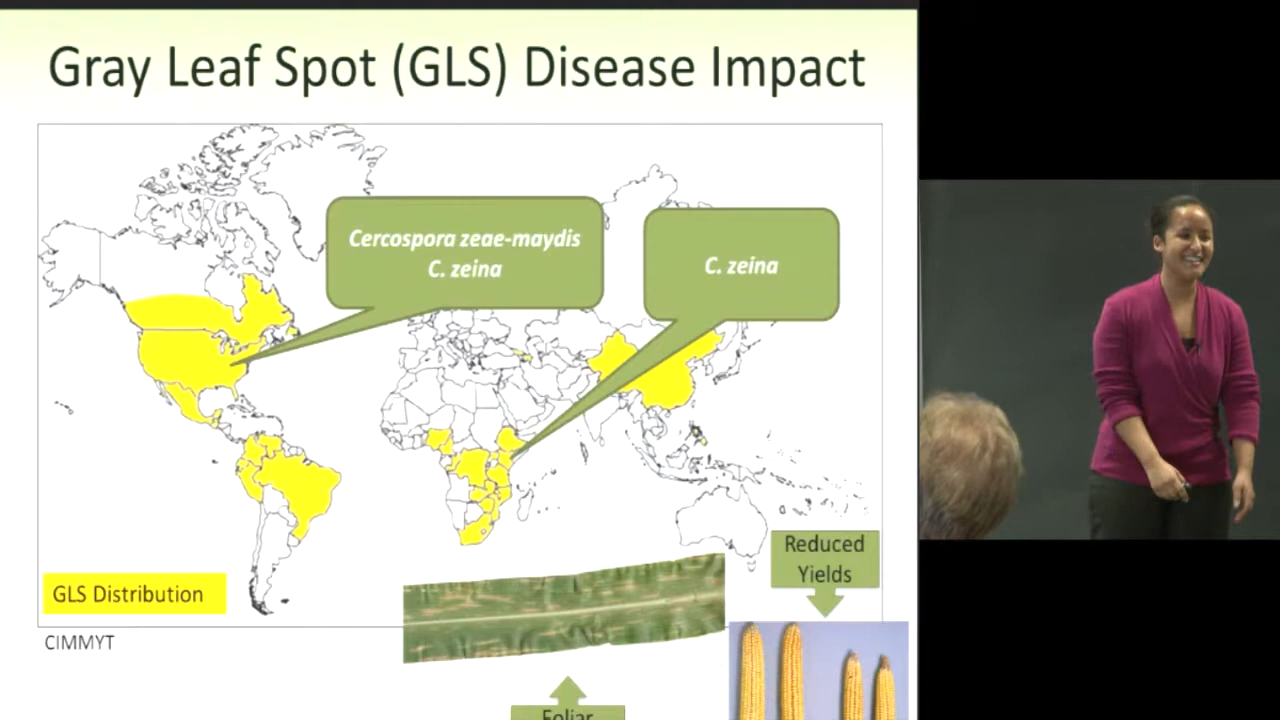 Gray Leaf Spot (GLS) Disease Impact
Cercospora zeae-maydis
C. zeina
C. zeina
GLS Distribution
CIMMYT
Reduced
Yields
Foliar